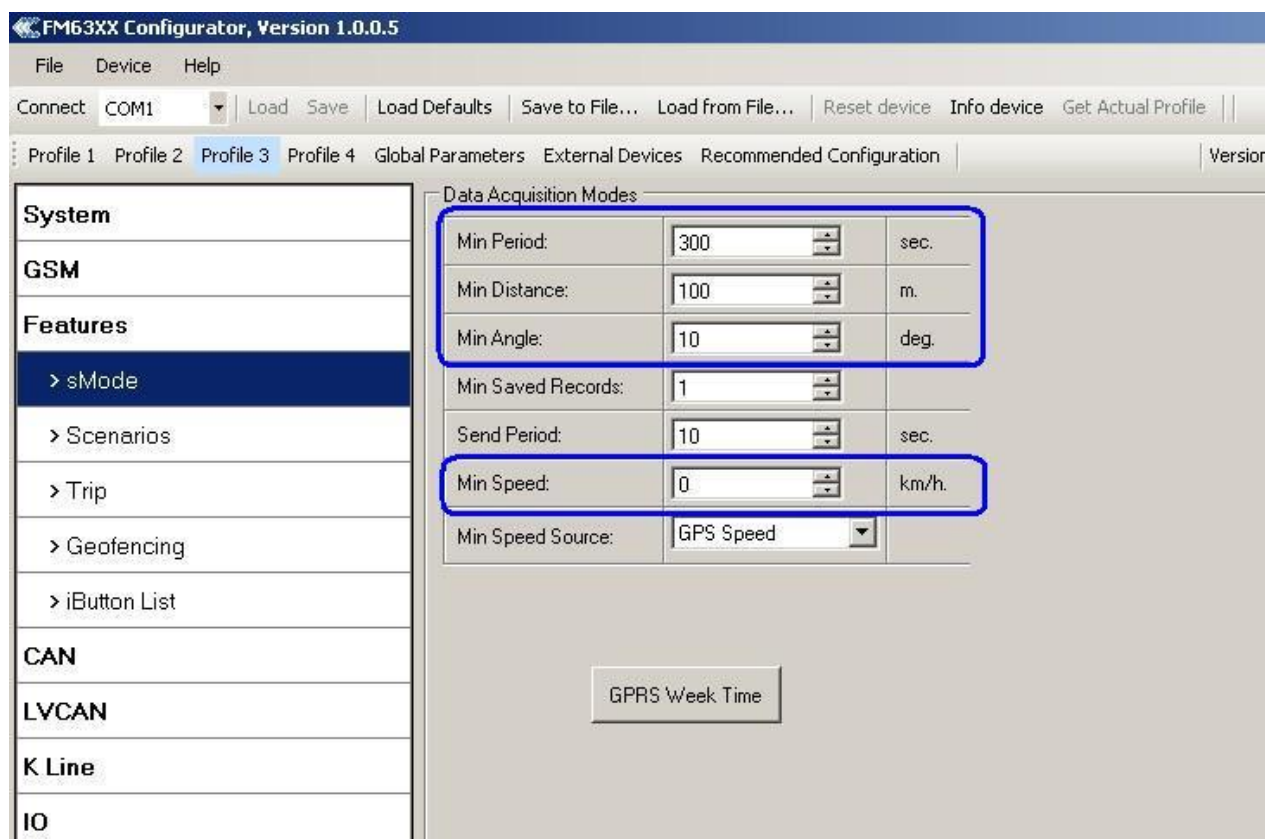 FM63XX Configurator, Version 1.0.0.5
File Device Help
Connect COM1 Load Save Load Defaults Save to File... Load from File... Reset device Info device Get Actual Profile
Profile 1 Profile 2 Profile 3 Profile 4 Global Parameters External Devices Recommended Configuration Version
System
GSM
Features
> sMode
> Scenarios
> Trip
> Geofencing
> iButton List
CAN
LVCAN
K Line
IO
Data Acquisition Modes
Min Period: 300 sec.
Min Distance: 100 m.
Min Angle: 10 deg.
Min Saved Records: 1
Send Period: 10 sec.
Min Speed: 0 km/h.
Min Speed Source: GPS Speed
GPRS Week Time